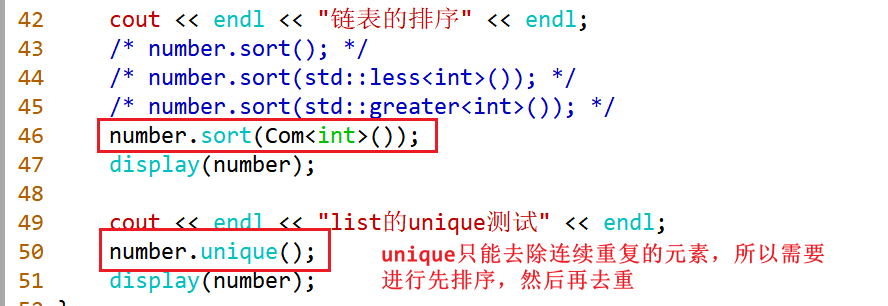 42 cout << endl << "链表的排序" << endl;
43 /* number.sort(); */
44 /* number.sort(std::less<int>()); */
45 /* number.sort(std::greater<int>()); */
46 number.sort(Com<int>());
47 display(number);
48
49 cout << endl << "list的unique测试" << endl;
50 number.unique(); unique只能去除连续重复的元素，所以需要
51 display(number); 进行先排序，然后再去重